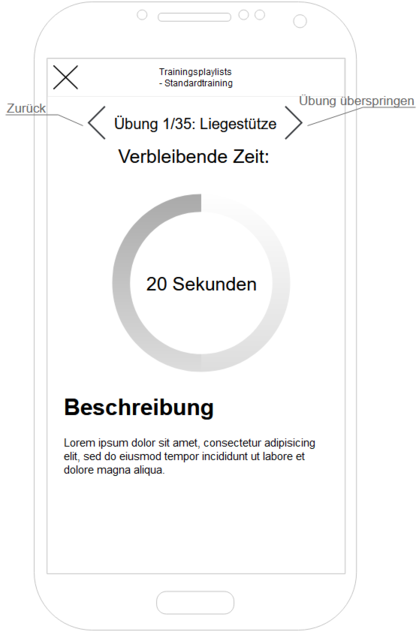 Trainingsplaylists
- Standardtraining
Zurück
Übung überspringen
Übung 1/35: Liegestütze
Verbleibende Zeit:
20 Sekunden
Beschreibung
Lorem ipsum dolor sit amet, consectetur adipisicing
elit, sed do eiusmod tempor incididunt ut labore et
dolore magna aliqua.